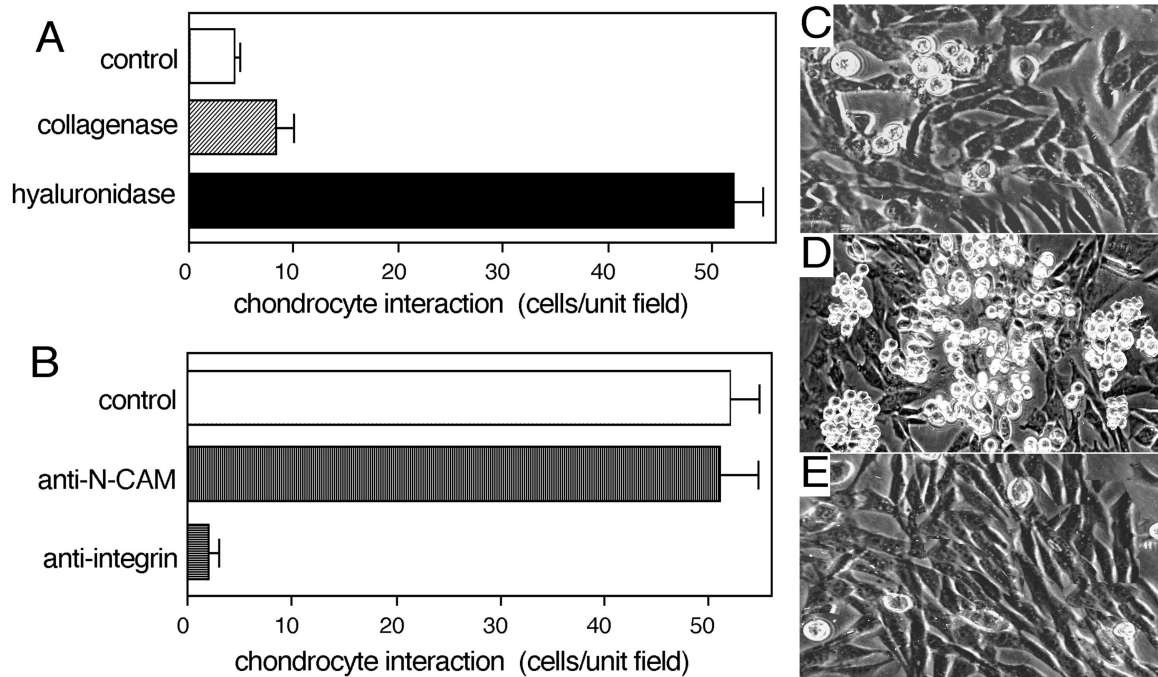 A
control
collagenase
hyaluronidase
0 10 20 30 40 50
chondrocyte interaction (cells/unit field)
B
control
anti-N-CAM
anti-integrin
0 10 20 30 40 50
chondrocyte interaction (cells/unit field)
C
D
E